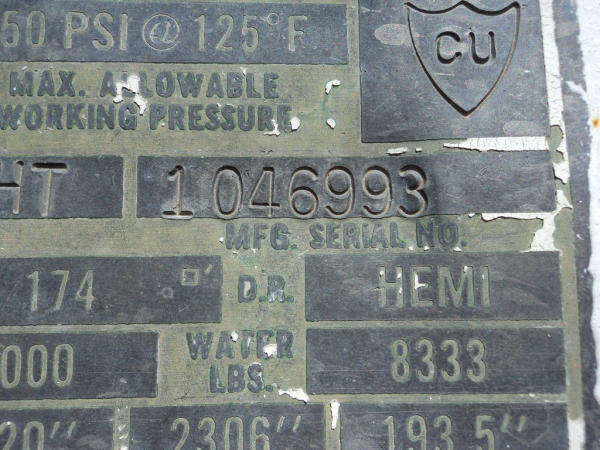 50 PSI @ 125°F
CU
MAX. ALLOWABLE
WORKING PRESSURE
HT 1 046993
MFG. SERIAL NO.
174 □' D.R. HEMI
000 WATER LBS. 8333
20" 2306" 193.5"